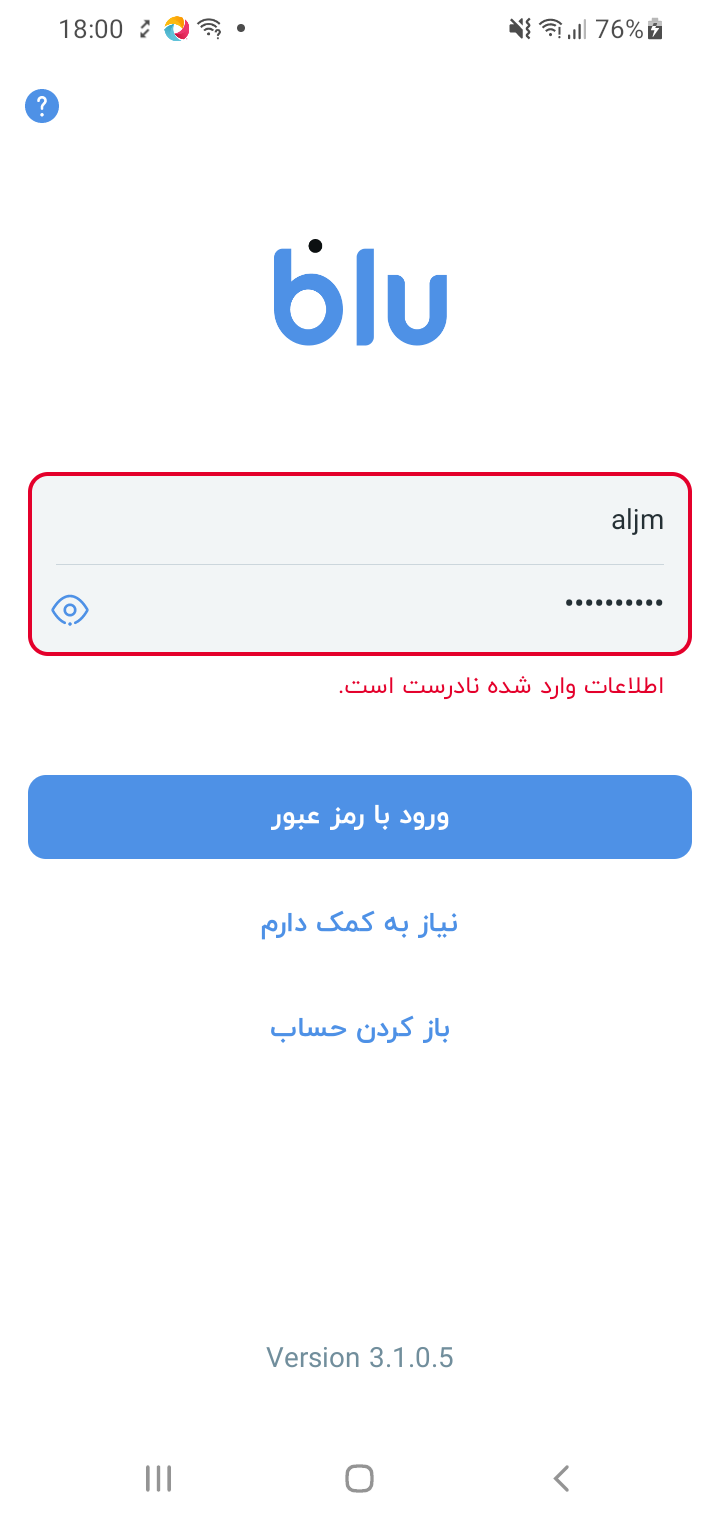 18:00
76%
?
blu
aljm
••••••••••
اطلاعات وارد شده نادرست است.
ورود با رمز عبور
نیاز به کمک دارم
باز کردن حساب
Version 3.1.0.5